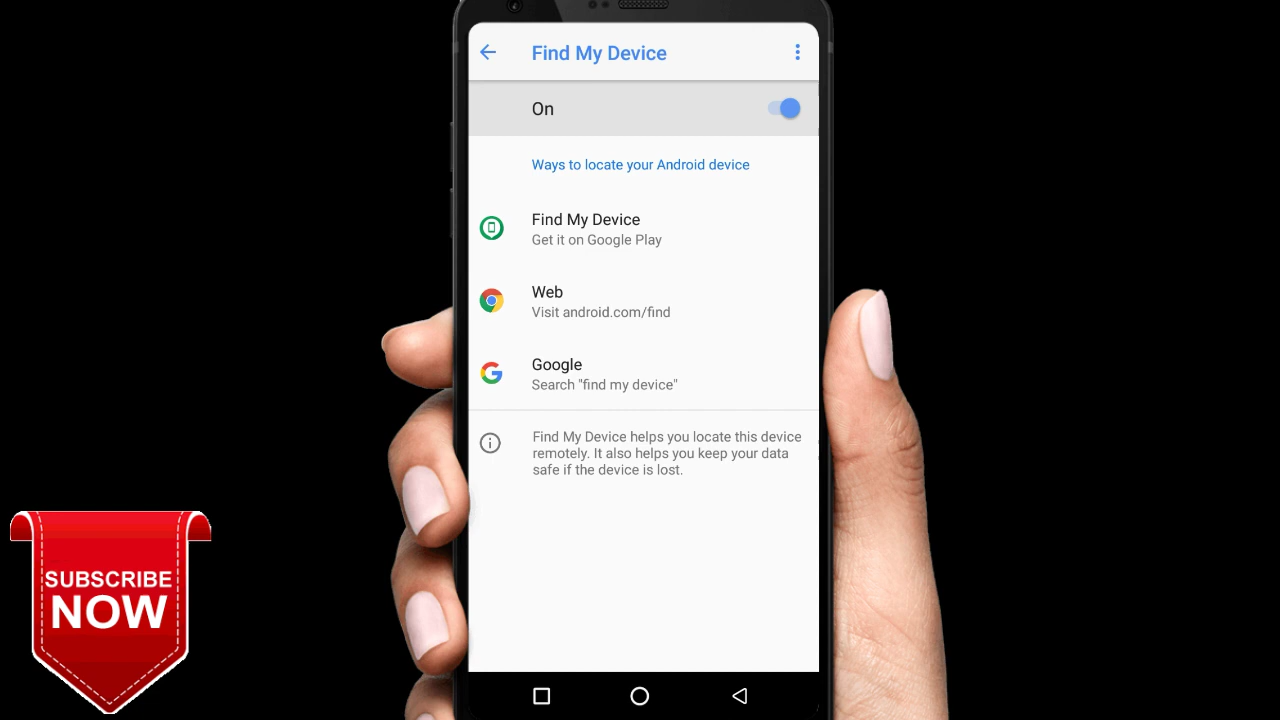 Find My Device
On
Ways to locate your Android device
Find My Device
Get it on Google Play
Web
Visit android.com/find
Google
Search "find my device"
Find My Device helps you locate this device
remotely. It also helps you keep your data
safe if the device is lost.
SUBSCRIBE
NOW